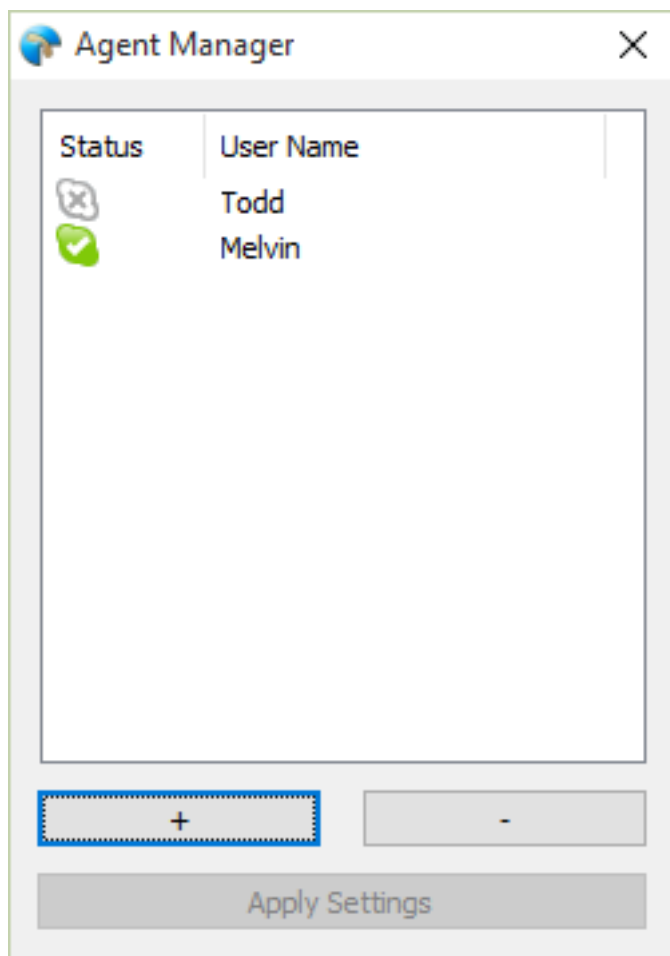 Agent Manager
Status User Name
Todd
Melvin
+ -
Apply Settings